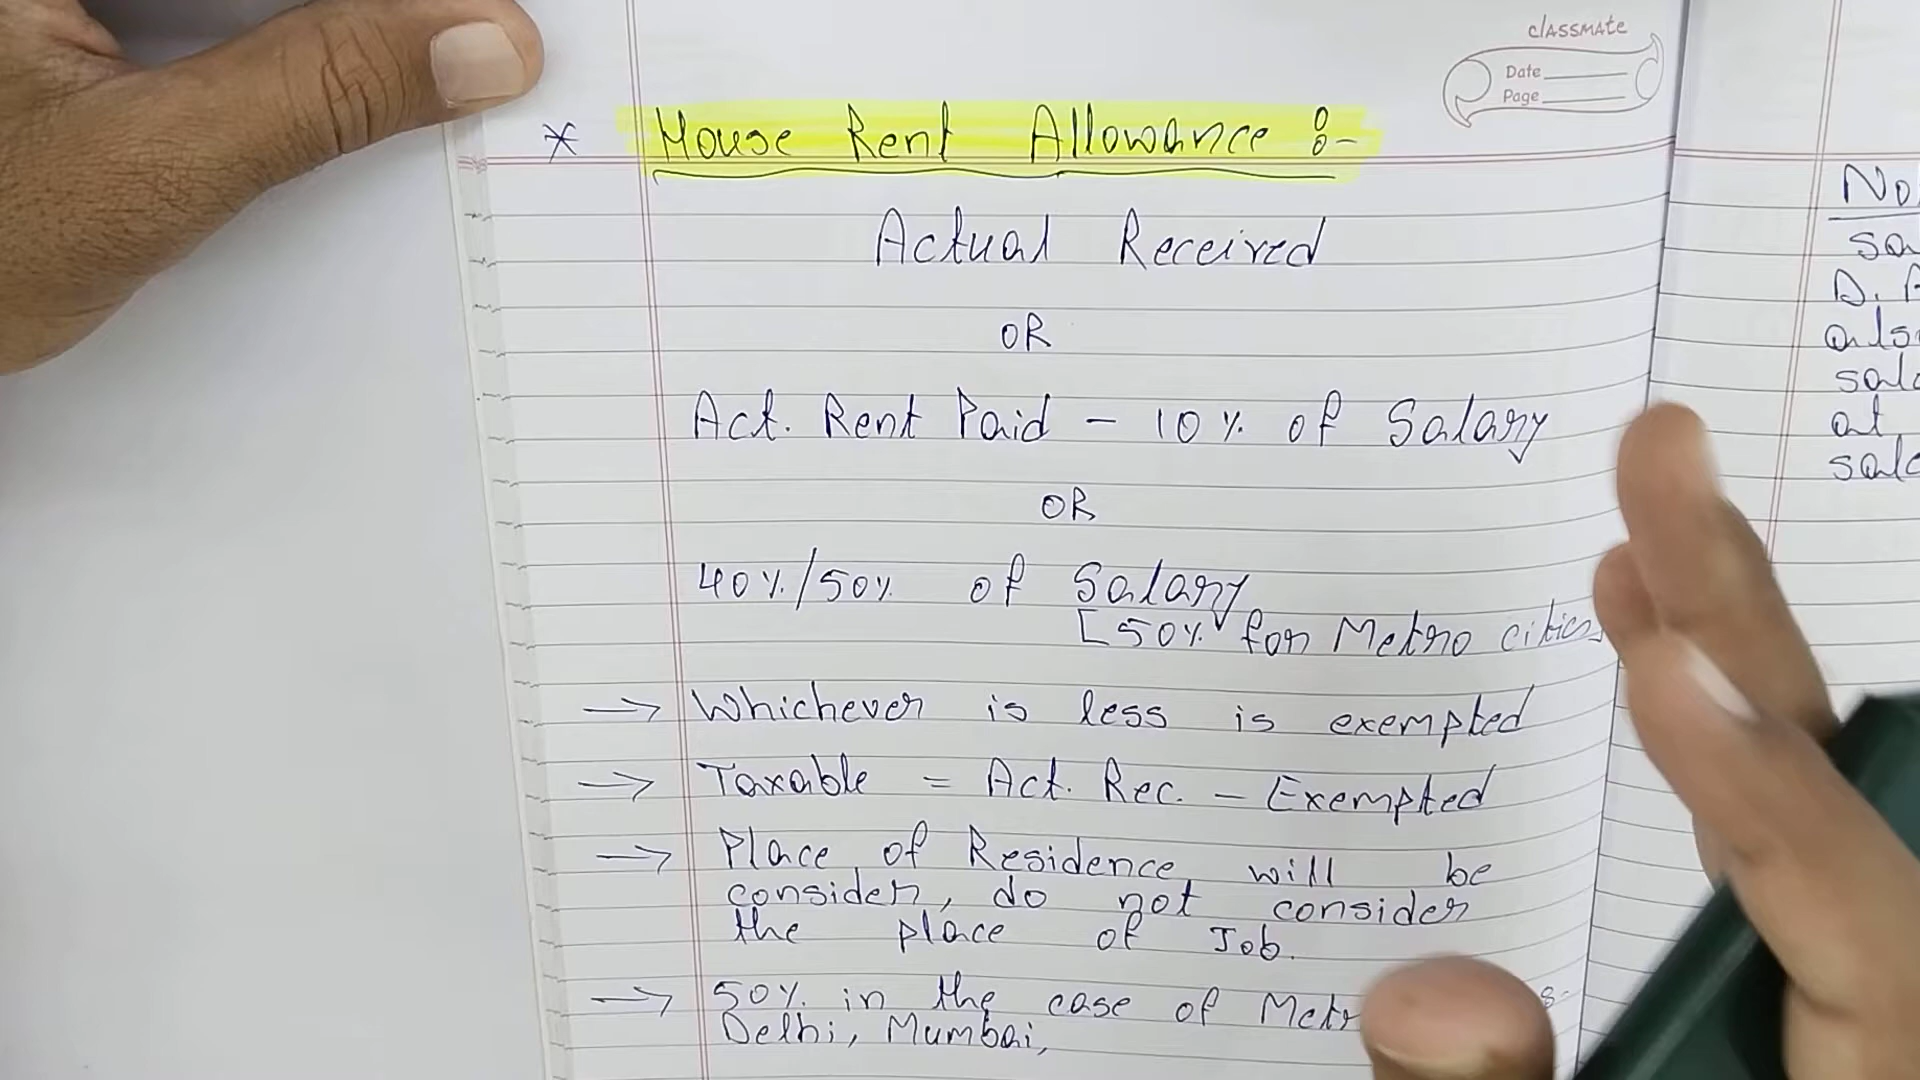 classmate
Date
Page
* House Rent Allowance :-
Actual Received
OR
Act. Rent Paid - 10% of Salary
OR
40%/50% of Salary
[50% for Metro cities]
→ Whichever is less is exempted
→ Taxable = Act. Rec. - Exempted
→ Place of Residence will be
consider, do not consider
the place of Job.
→ 50% in the case of
Delhi, Mumbai,
D.
at